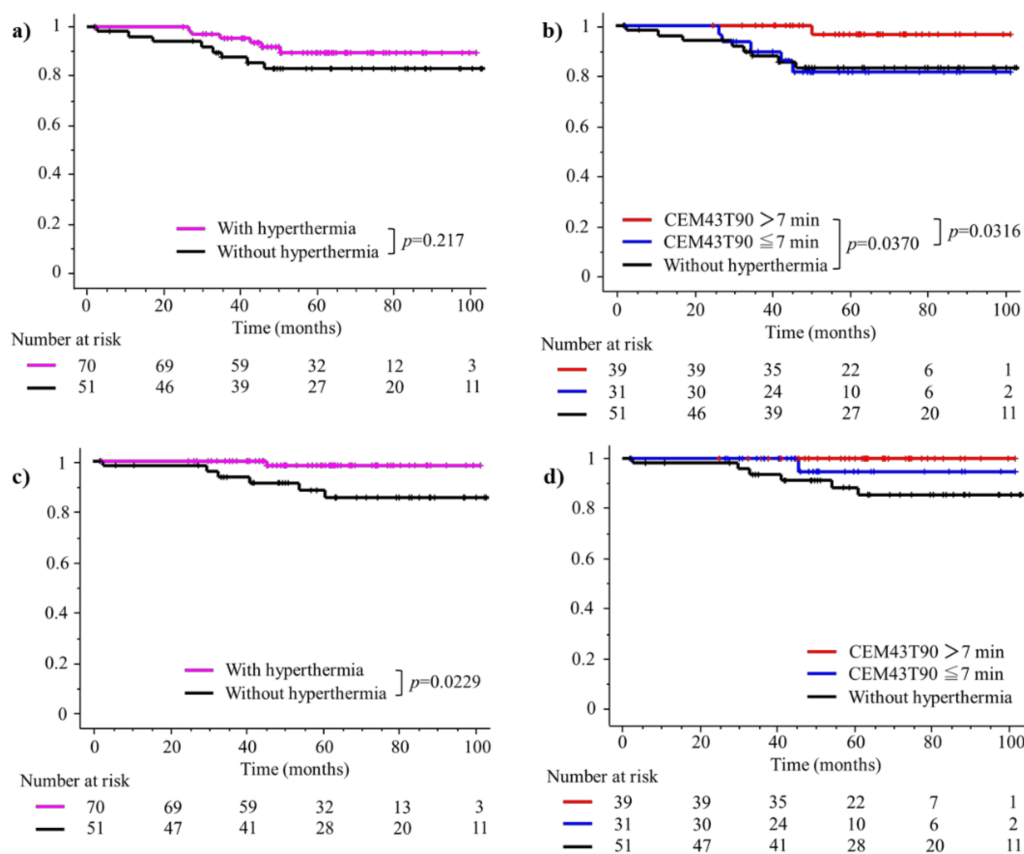 a)
1
0.8
0.6
0.4
0.2
0
With hyperthermia
Without hyperthermia
p=0.217
0 20 40 60 80 100
Time (months)
Number at risk
70 69 59 32 12 3
51 46 39 27 20 11
b)
1
0.8
0.6
0.4
0.2
0
CEM43T90 >7 min
CEM43T90 ≦7 min
Without hyperthermia
p=0.0370
p=0.0316
0 20 40 60 80 100
Time (months)
Number at risk
39 39 35 22 6 1
31 30 24 10 6 2
51 46 39 27 20 11
c)
1
0.8
0.6
0.4
0.2
0
With hyperthermia
Without hyperthermia
p=0.0229
0 20 40 60 80 100
Time (months)
Number at risk
70 69 59 32 13 3
51 47 41 28 20 11
d)
1
0.8
0.6
0.4
0.2
0
CEM43T90 >7 min
CEM43T90 ≦7 min
Without hyperthermia
0 20 40 60 80 100
Time (months)
Number at risk
39 39 35 22 7 1
31 30 24 10 6 2
51 47 41 28 20 11